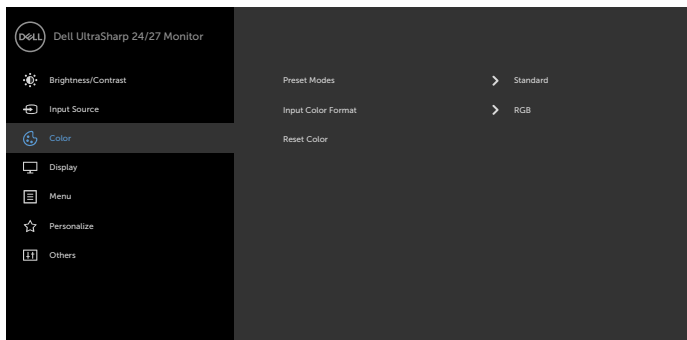 DELL Dell UltraSharp 24/27 Monitor
Brightness/Contrast
Preset Modes Standard
Input Source
Input Color Format RGB
Color
Reset Color
Display
Menu
Personalize
Others